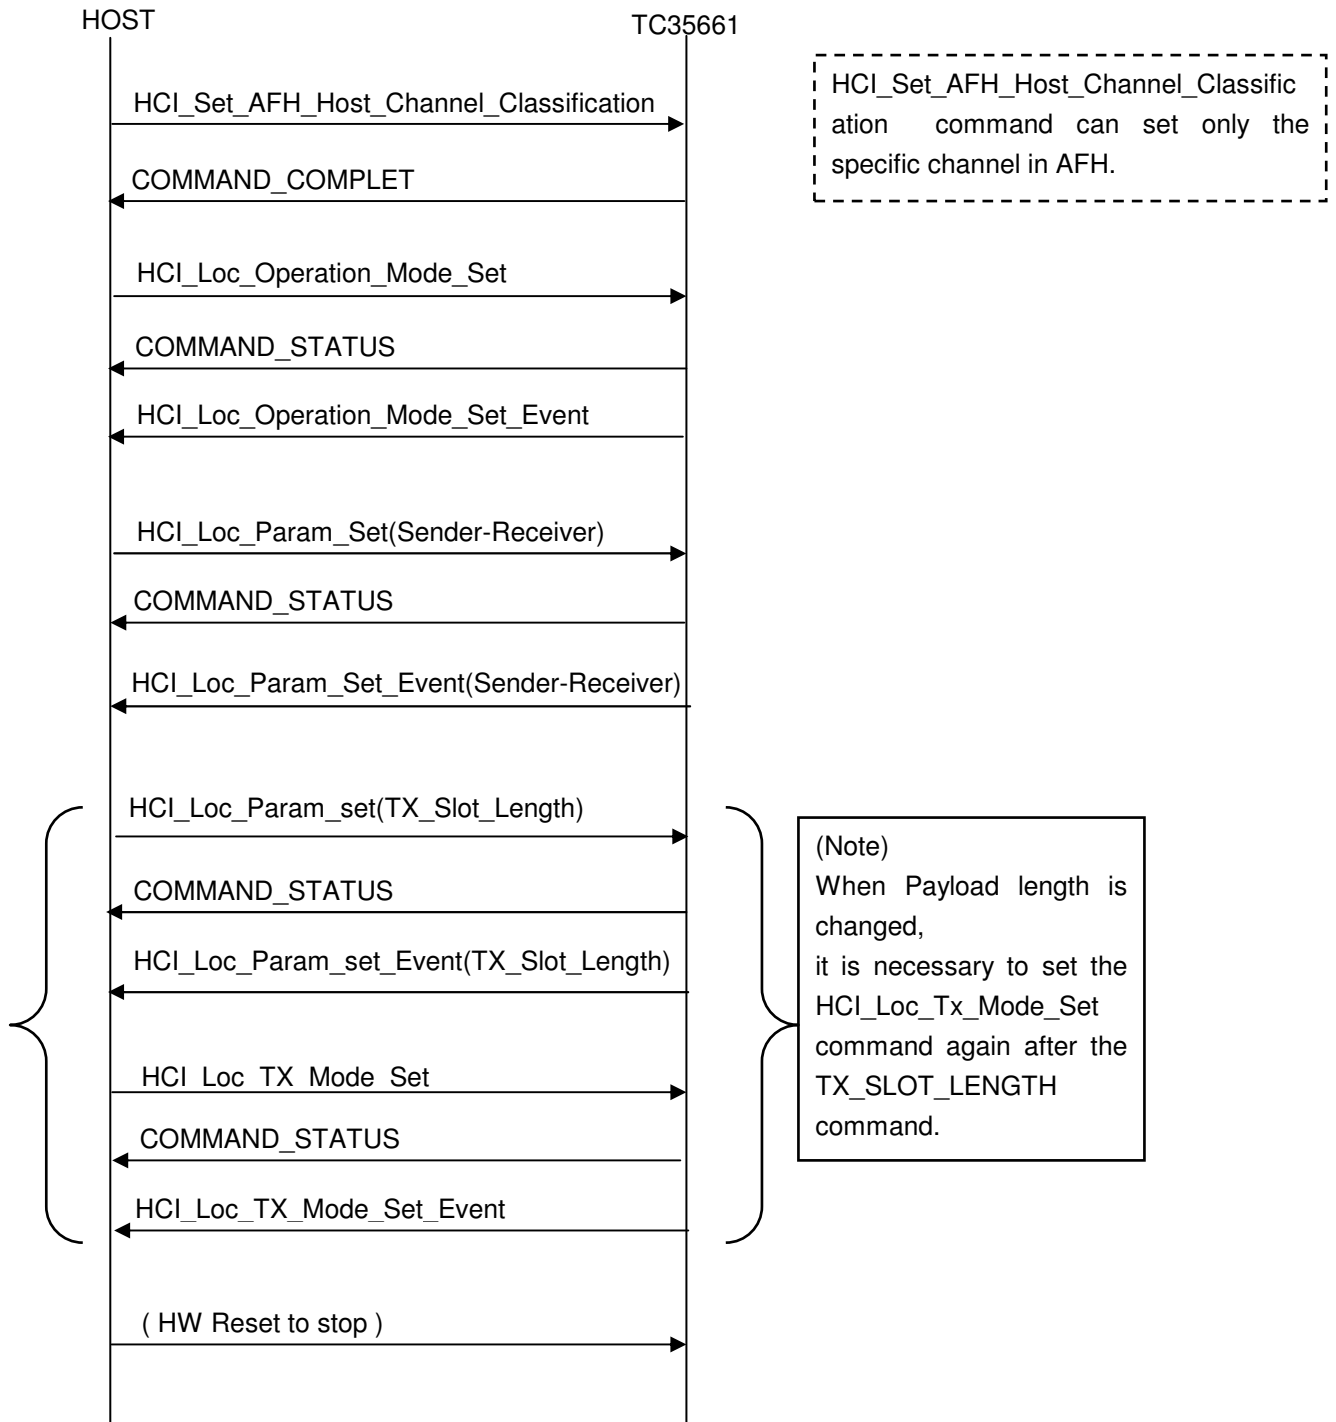 HOST
TC35661
HCI_Set_AFH_Host_Channel_Classification
HCI_Set_AFH_Host_Channel_Classific
ation command can set only the
specific channel in AFH.
COMMAND_COMPLET
HCI_Loc_Operation_Mode_Set
COMMAND_STATUS
HCI_Loc_Operation_Mode_Set_Event
HCI_Loc_Param_Set(Sender-Receiver)
COMMAND_STATUS
HCI_Loc_Param_Set_Event(Sender-Receiver)
HCI_Loc_Param_set(TX_Slot_Length)
COMMAND_STATUS
HCI_Loc_Param_set_Event(TX_Slot_Length)
HCI_Loc_TX_Mode_Set
COMMAND_STATUS
HCI_Loc_TX_Mode_Set_Event
(Note)
When Payload length is
changed,
it is necessary to set the
HCI_Loc_Tx_Mode_Set
command again after the
TX_SLOT_LENGTH
command.
( HW Reset to stop )